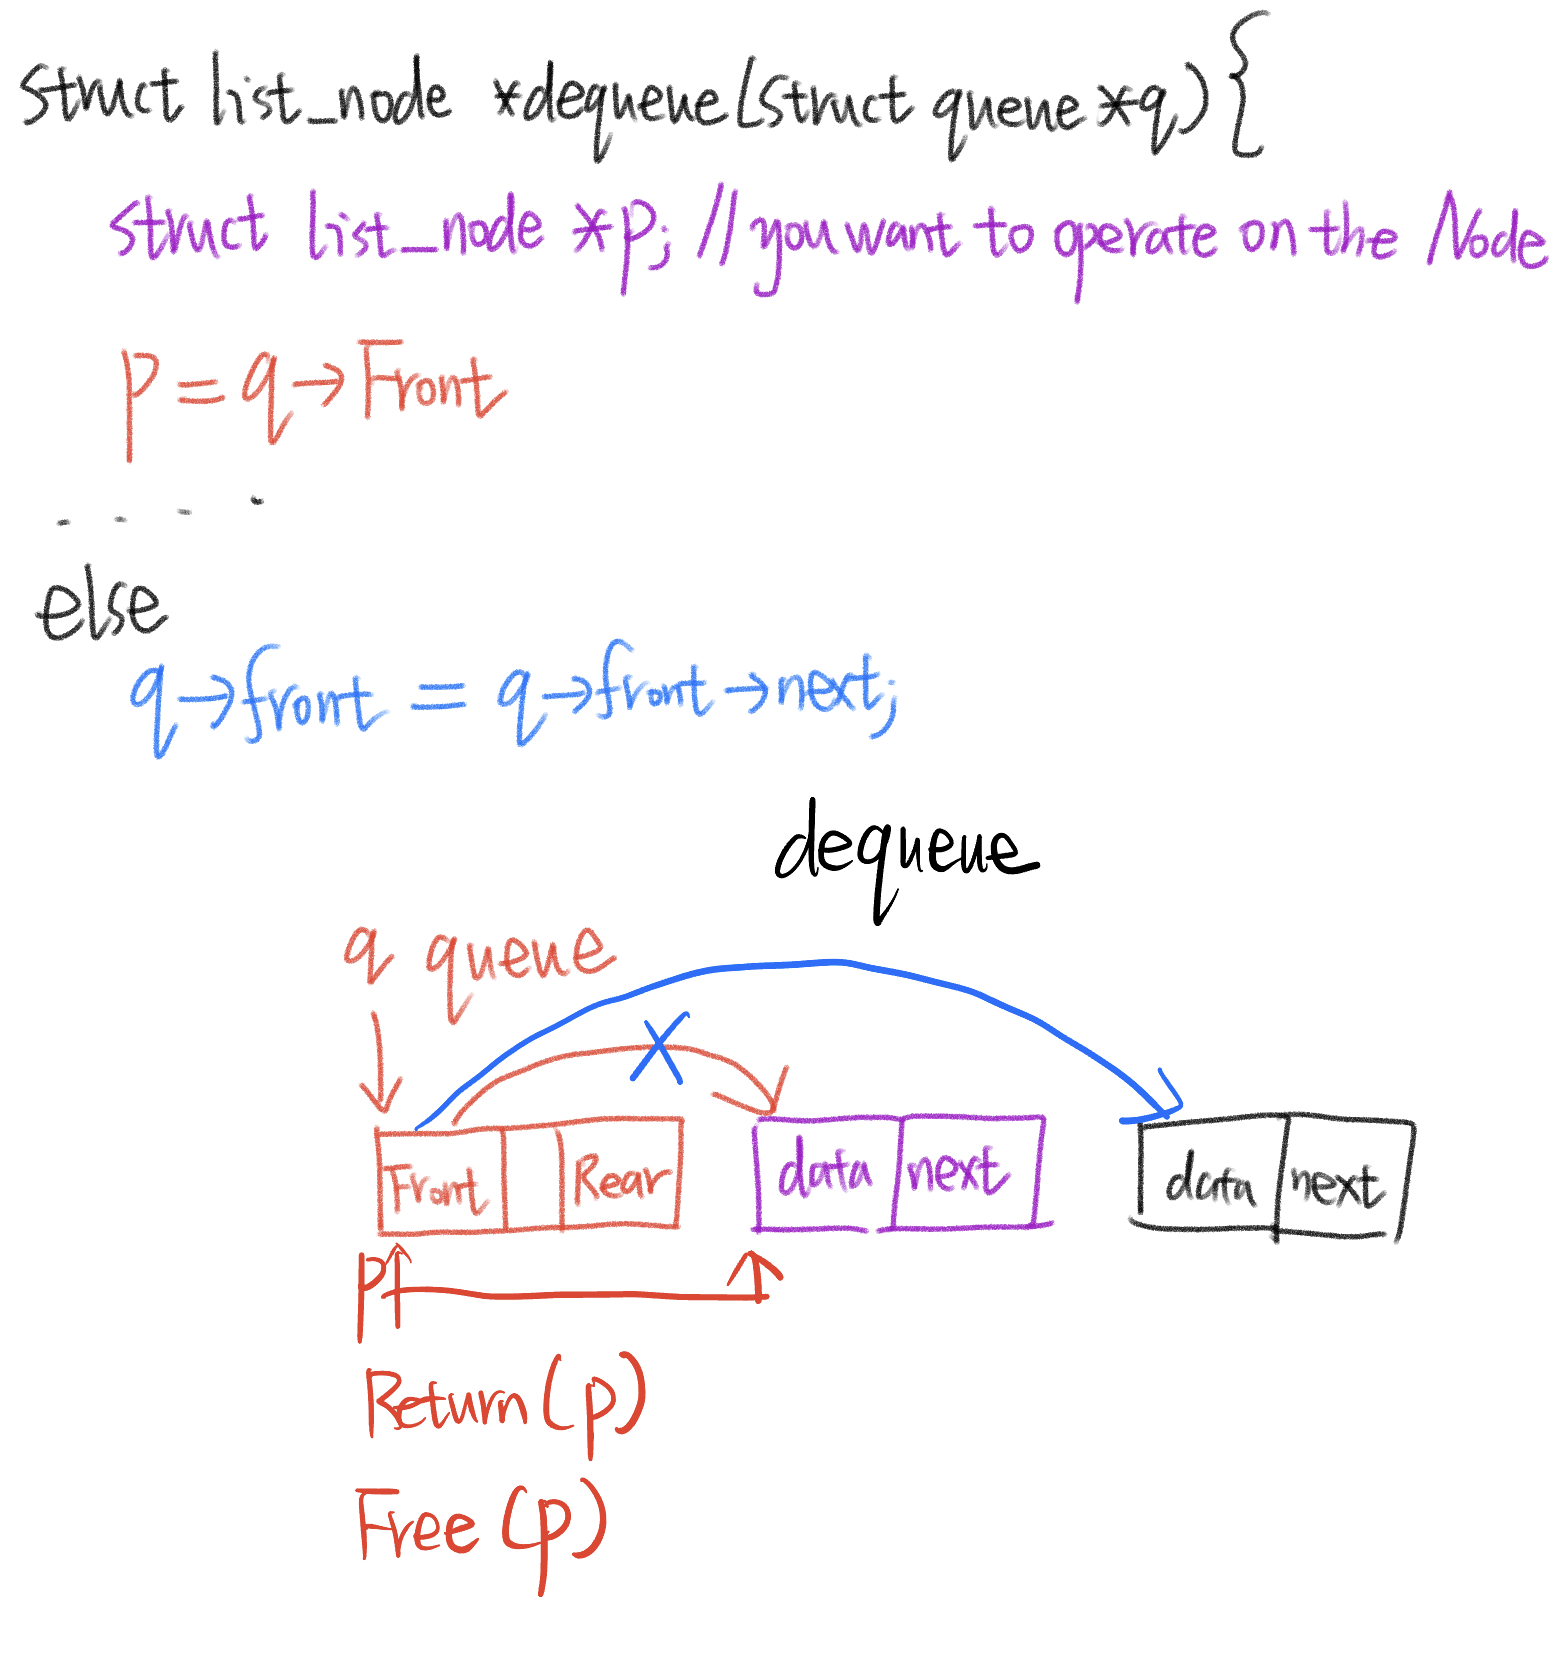 struct list_node *dequeue(struct queue *q){
struct list_node *p; //you want to operate on the Node
p = q→Front
. . . .
else
q→front = q→front→next;
dequeue
q queue
Front Rear data next data next
p
Return(p)
Free(p)